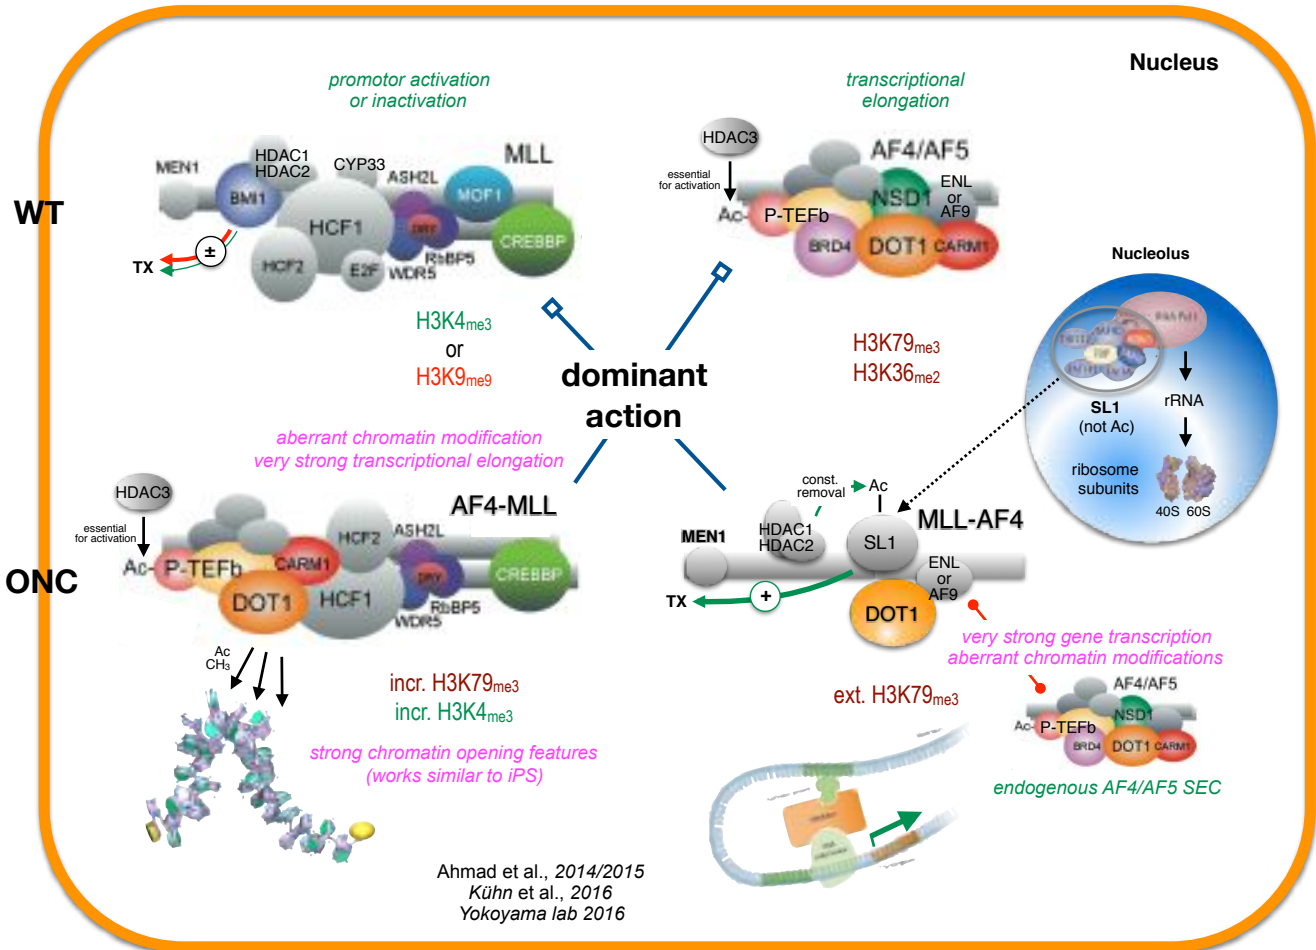 Nucleus
promotor activation
or inactivation
transcriptional
elongation
WT
MEN1
HDAC1
HDAC2
BMI1
CYP33
ASH2L
MLL
MOF1
HCF1
HCF2
E2F
DRY
RbBP5
WDR5
CREBBP
±
TX
HDAC3
essential
for activation
Ac-
P-TEFb
AF4/AF5
NSD1
ENL
or
AF9
BRD4
DOT1
CARM1
H3K4me3
or
H3K9me9
dominant
action
H3K79me3
H3K36me2
Nucleolus
SL1
(not Ac)
rRNA
ribosome
subunits
40S
60S
ONC
aberrant chromatin modification
very strong transcriptional elongation
HDAC3
essential
for activation
Ac-
P-TEFb
CARM1
DOT1
HCF2
HCF1
ASH2L
AF4-MLL
DRY
RbBP5
WDR5
CREBBP
Ac
CH3
incr. H3K79me3
incr. H3K4me3
strong chromatin opening features
(works similar to iPS)
MEN1
HDAC1
HDAC2
const.
removal
Ac
SL1
MLL-AF4
ENL
or
AF9
DOT1
+
TX
very strong gene transcription
aberrant chromatin modifications
ext. H3K79me3
AF4/AF5
NSD1
Ac-
P-TEFb
BRD4
DOT1
CARM1
endogenous AF4/AF5 SEC
Ahmad et al., 2014/2015
Kühn et al., 2016
Yokoyama lab 2016